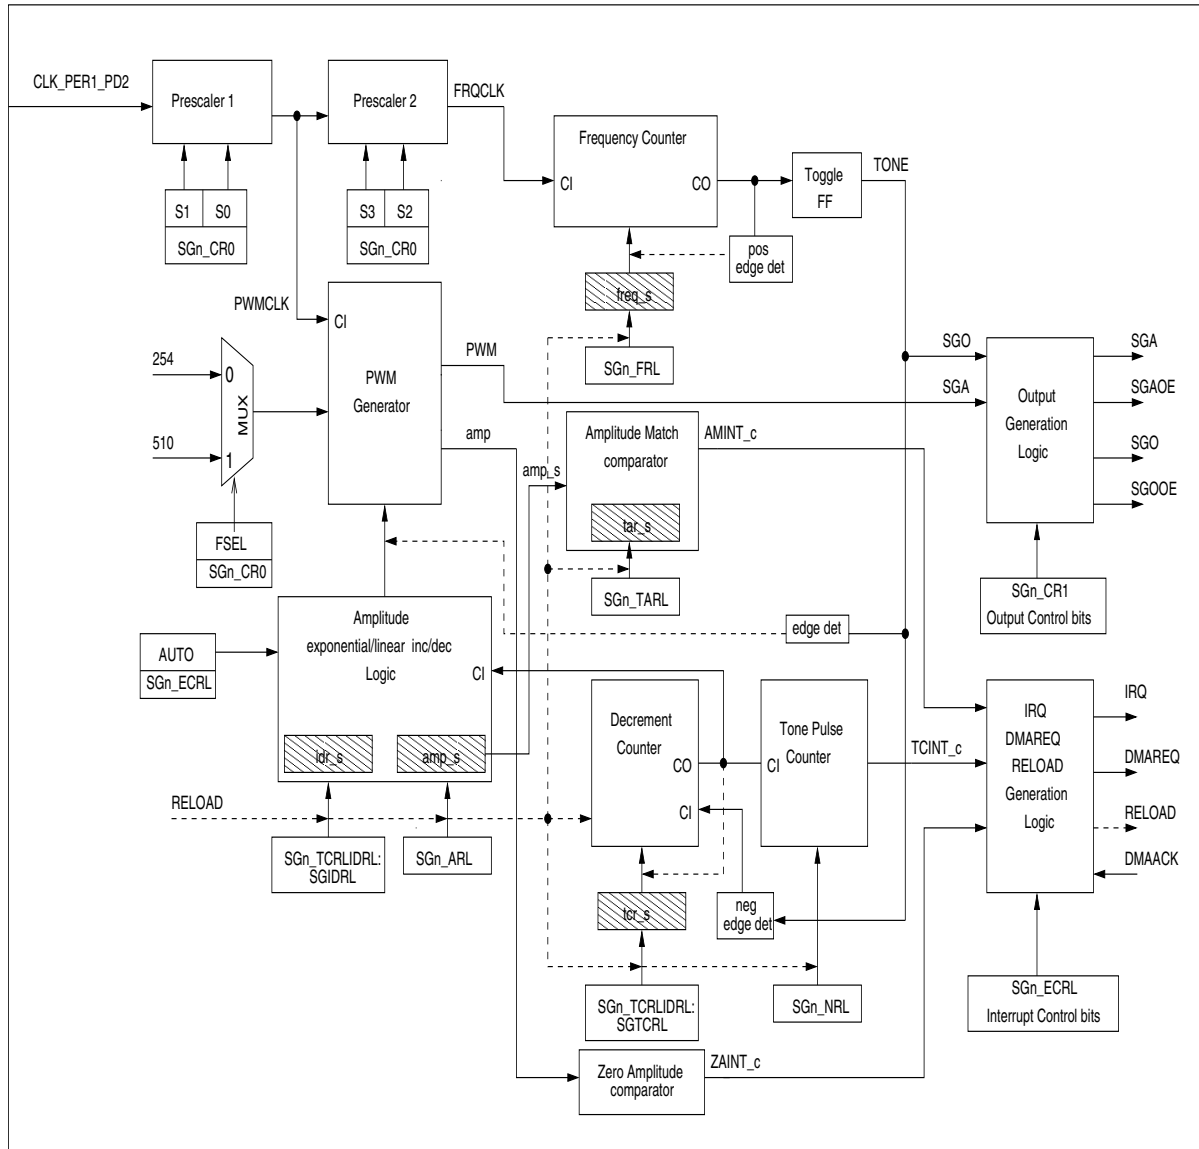 CLK_PER1_PD2
Prescaler 1
Prescaler 2
FRQCLK
Frequency Counter
CI
CO
Toggle
FF
TONE
S1
S0
SGn_CR0
S3
S2
SGn_CR0
pos
edge det
freq_s
SGn_FRL
PWMCLK
CI
PWM
Generator
PWM
amp
254
510
0
1
MUX
FSEL
SGn_CR0
SGO
SGA
Output
Generation
Logic
SGA
SGAOE
SGO
SGOOE
SGn_CR1
Output Control bits
amp_s
Amplitude Match
comparator
tar_s
AMINT_c
SGn_TARL
edge det
AUTO
SGn_ECRL
Amplitude
exponential/linear inc/dec
Logic
CI
idr_s
amp_s
RELOAD
SGn_TCRLIDRL:
SGIDRL
SGn_ARL
Decrement
Counter
CO
CI
Tone Pulse
Counter
CI
TCINT_c
tcr_s
neg
edge det
SGn_TCRLIDRL:
SGTCRL
SGn_NRL
IRQ
DMAREQ
RELOAD
Generation
Logic
IRQ
DMAREQ
RELOAD
DMAACK
SGn_ECRL
Interrupt Control bits
Zero Amplitude
comparator
ZAINT_c